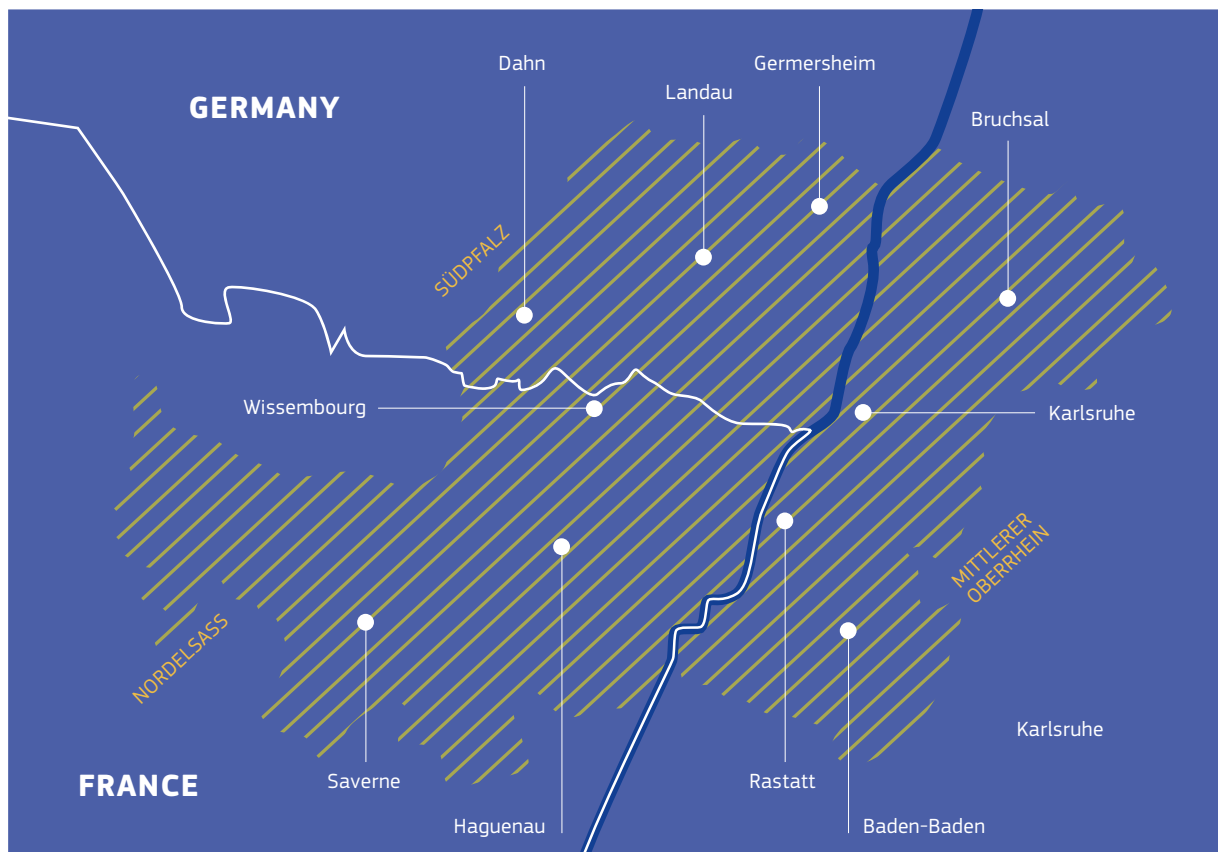 Dahn
Germersheim
GERMANY
Landau
Bruchsal
SÜDPFALZ
Wissembourg
Karlsruhe
MITTLERER
OBERRHEIN
NORDELSASS
Karlsruhe
FRANCE
Saverne
Rastatt
Haguenau
Baden-Baden